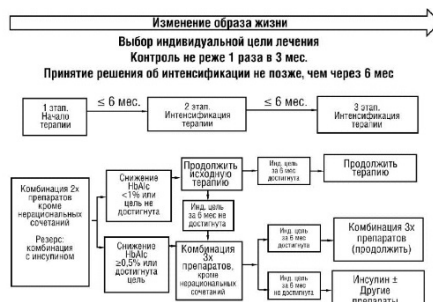 Изменение образа жизни
Выбор индивидуальной цели лечения
Контроль не реже 1 раза в 3 мес.
Принятие решения об интенсификации не позже, чем через 6 мес
1 этап.
Начало
терапии
≤ 6 мес.
2 этап.
Интенсификация
терапии
≤ 6 мес.
3 этап.
Интенсификация
терапии
Комбинация 2х
препаратов
кроме
нерациональных
сочетаний
Резерв:
комбинация
с инсулином
Снижение
HbAlc
<1% или
цель не
достигнута
Снижение
HbAlc
≥0,5% или
достигнута
цель
Продолжить
исходную
терапию
Инд. цель
за 6 мес не
достигнута
Комбинация
3х
препаратов,
кроме
нерациональных
сочетаний
Инд. цель
за 6 мес
достигнута
Продолжить
терапию
Инд. цель
за 6 мес
достигнута
Комбинация 3х
препаратов
(продолжить)
Инд. цель
за 6 мес
не
достигнута
Инсулин ±
Другие
препараты